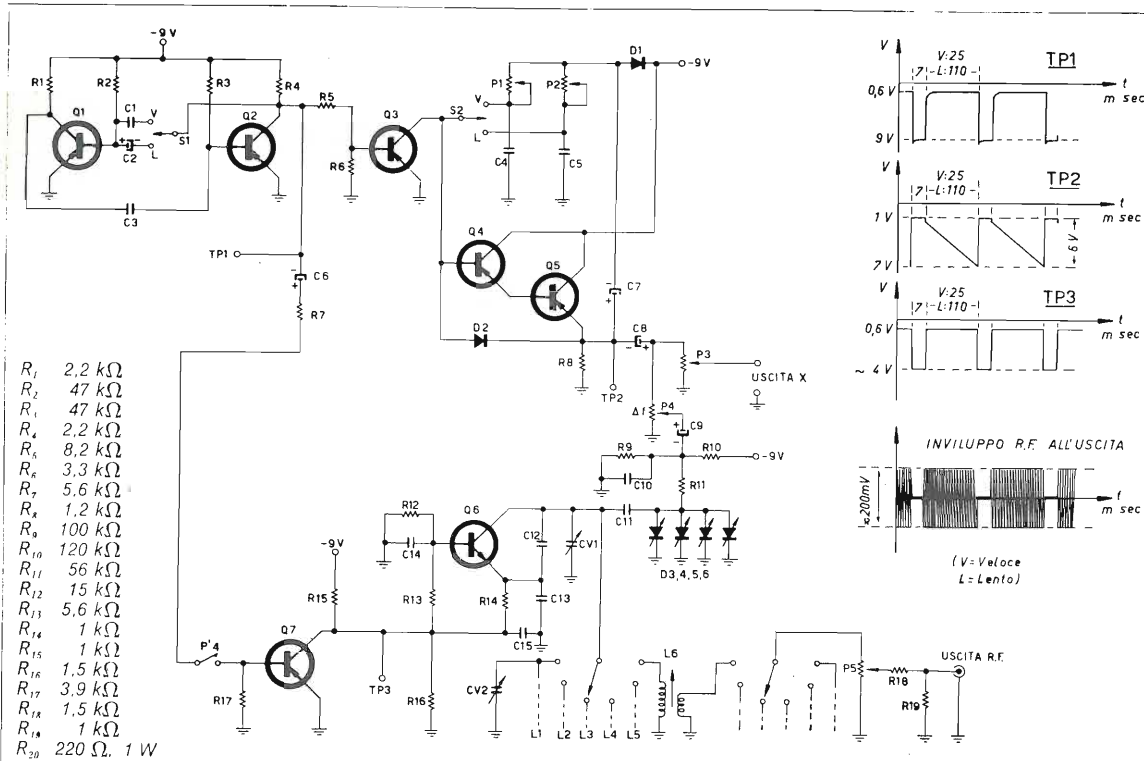 -9V
R1
R2
R3
R4
C1
V
Q1
C2
L
S1
Q2
R5
R6
Q3
S2
V
L
P1
P2
D1
-9V
C4
C5
C3
TP1
C6
R7
Q4
Q5
C7
D2
R8
C8
TP2
P3
USCITA X
Δf
P4
C9
R9
R10
-9V
C10
R11
R12
Q6
C11
C12
CV1
C14
D3,4,5,6
-9V
R15
R13
R14
C13
C15
P'4
Q7
R17
TP3
R16
CV2
L1
L2
L3
L4
L5
L6
P5
R18
R19
USCITA R.F.
R1 2,2 kΩ
R2 47 kΩ
R3 47 kΩ
R4 2,2 kΩ
R5 8,2 kΩ
R6 3,3 kΩ
R7 5,6 kΩ
R8 1,2 kΩ
R9 100 kΩ
R10 120 kΩ
R11 56 kΩ
R12 15 kΩ
R13 5,6 kΩ
R14 1 kΩ
R15 1 kΩ
R16 1,5 kΩ
R17 3,9 kΩ
R18 1,5 kΩ
R19 1 kΩ
R20 220 Ω, 1 W
V
V:25
TP1
7 -L:110-
t
0,6V
m sec
9V
V
V:25
TP2
7 -L:110-
t
1V
m sec
6V
7V
V
V:25
TP3
7 -L:110-
t
0,6V
m sec
~ 4V
INVILUPPO R.F. ALL'USCITA
≈200mV
t
m sec
(V=Veloce
L=Lento)